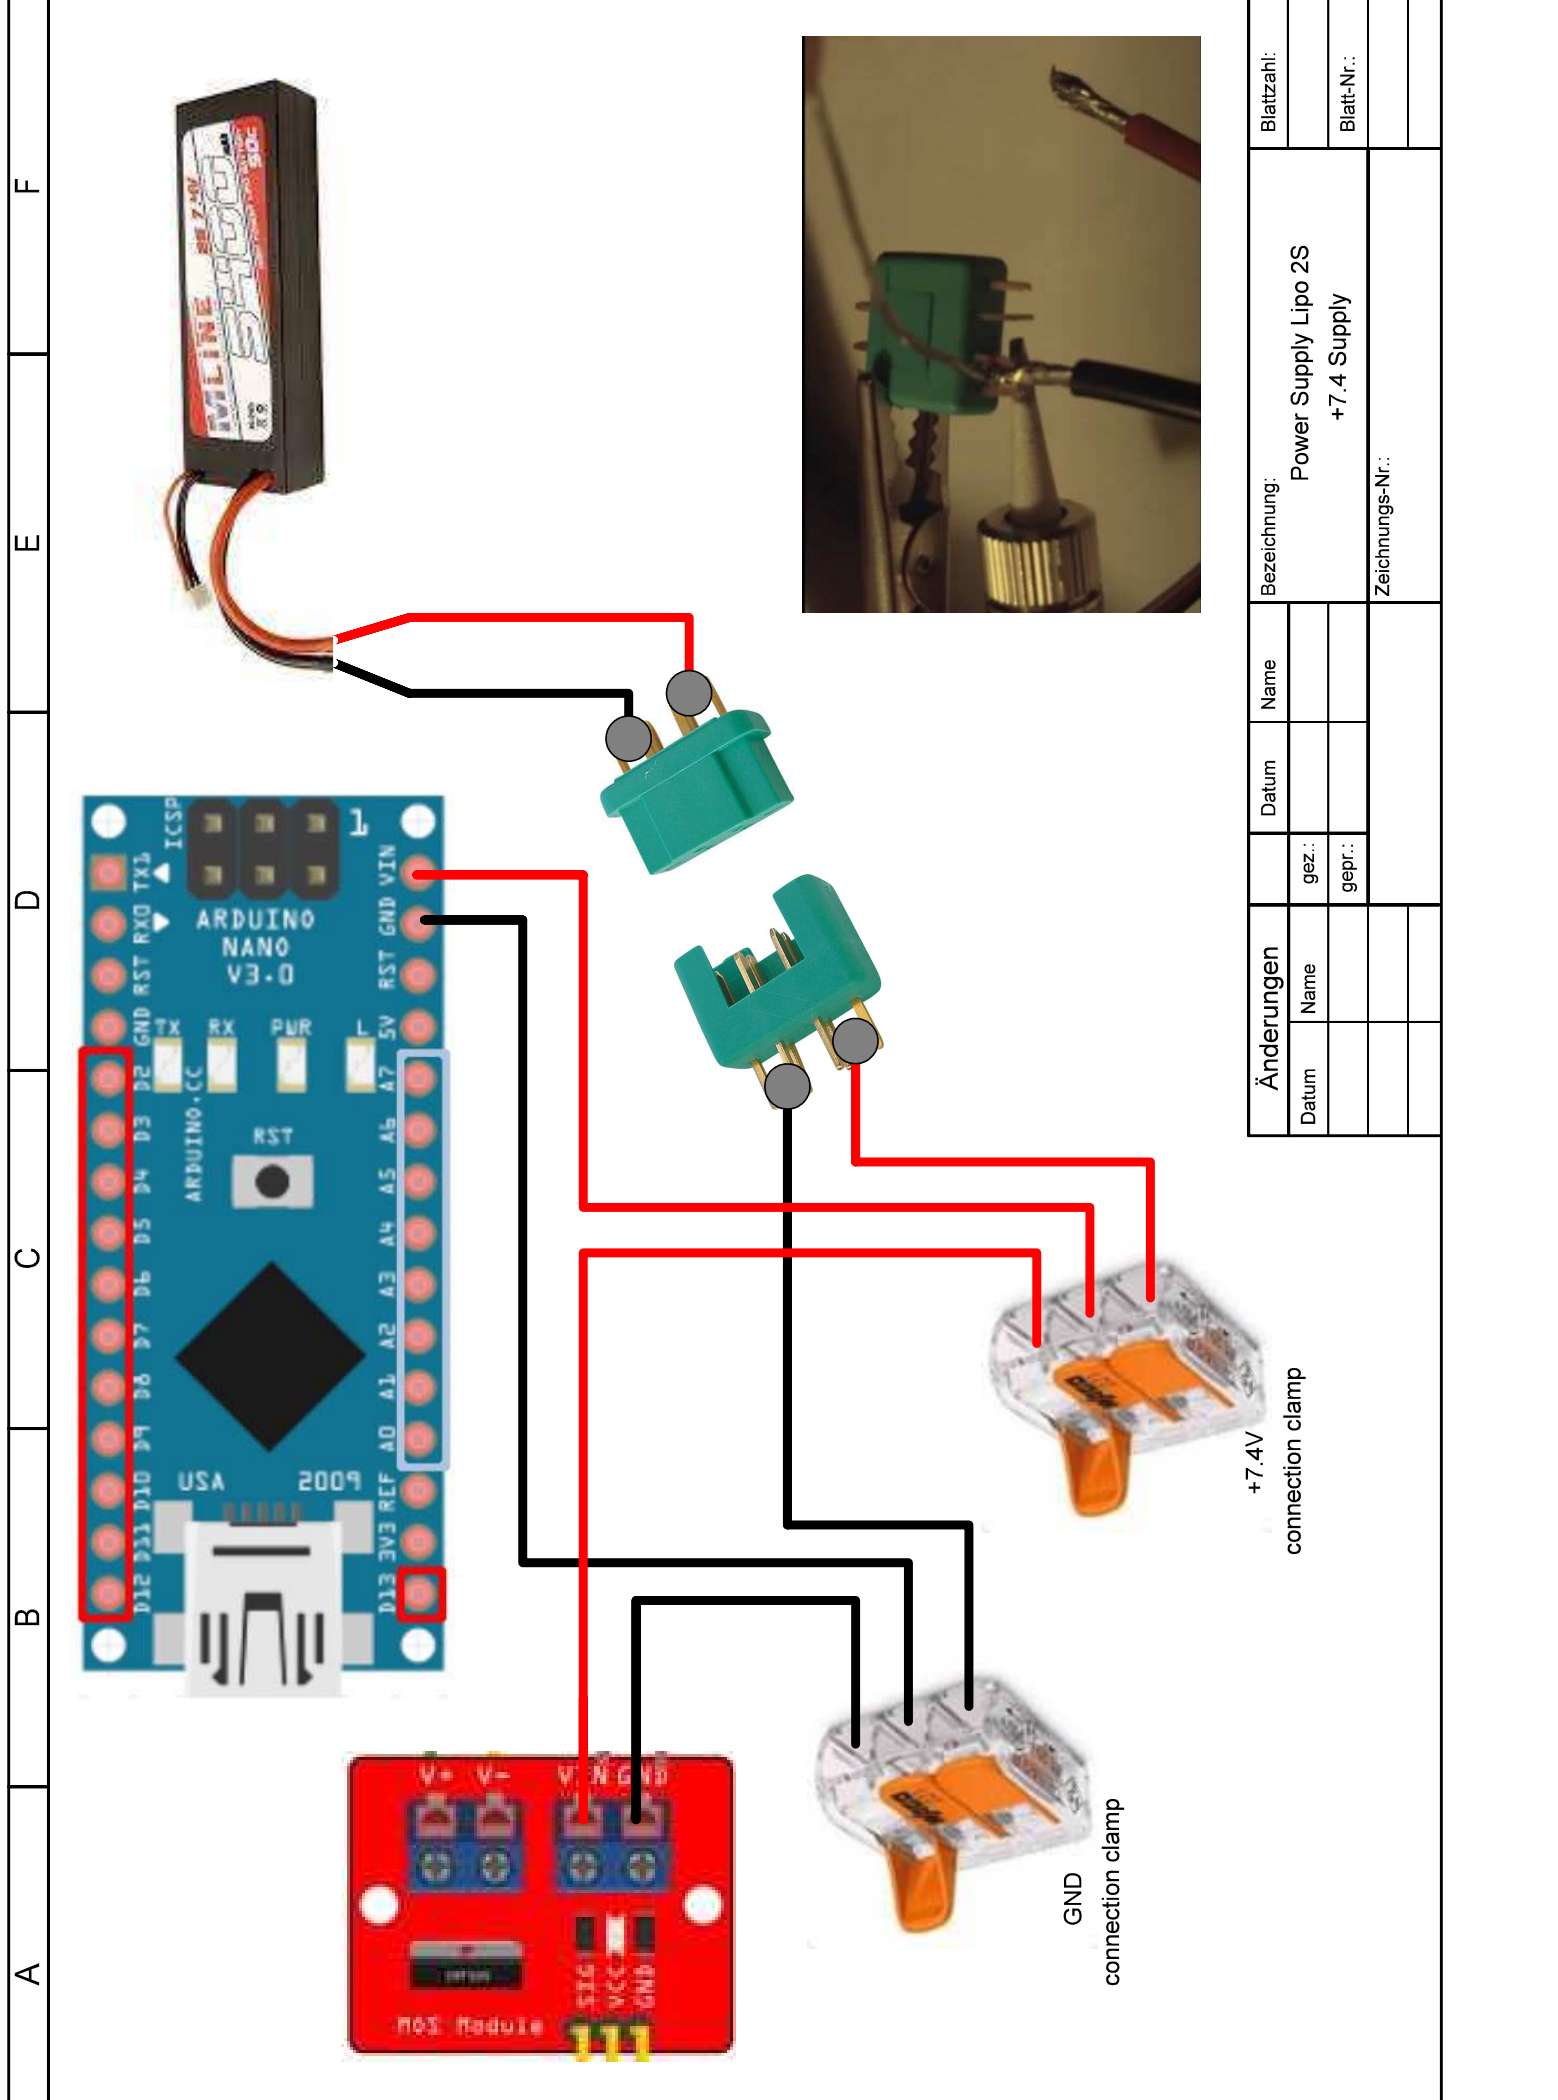 F
E
D
C
B
A
MLINE
5400
50C
ICSP
1
TX1
RX0
RST
GND
D2
D3
D4
D5
D6
D7
D8
D9
D10
D11
D12
VIN
GND
RST
5V
A7
A6
A5
A4
A3
A2
A1
A0
REF
3V3
D13
ARDUINO
NANO
V3.0
TX
RX
PWR
L
ARDUINO.CC
RST
USA
2009
V+
V-
VIN
GND
SIG
VCC
GND
MOS Module
+7.4V
connection clamp
GND
connection clamp
Änderungen
Datum
Name
gez.:
gepr.:
Datum
Name
Bezeichnung:
Power Supply Lipo 2S
+7.4 Supply
Zeichnungs-Nr.:
Blattzahl:
Blatt-Nr.: